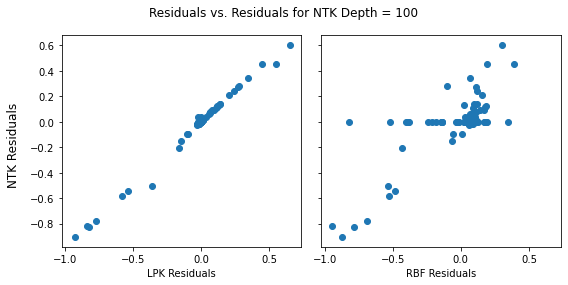 Residuals vs. Residuals for NTK Depth = 100
NTK Residuals
0.6
0.4
0.2
0.0
−0.2
−0.4
−0.6
−0.8
−1.0 −0.5 0.0 0.5
−1.0 −0.5 0.0 0.5
LPK Residuals
RBF Residuals